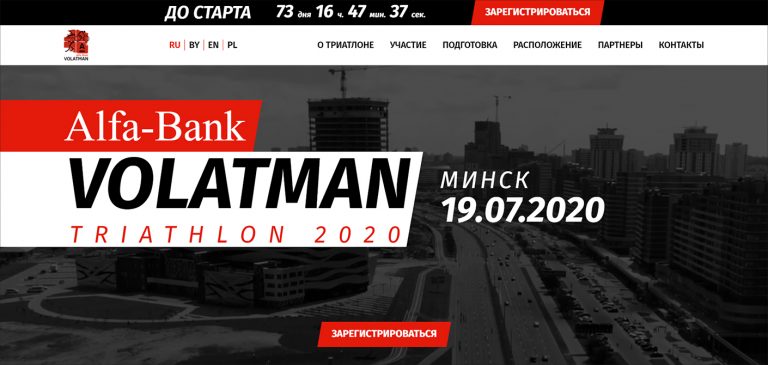 ДО СТАРТА 73 дня 16 ч. 47 мин. 37 сек. ЗАРЕГИСТРИРОВАТЬСЯ
VOLATMAN
RU | BY | EN | PL
О ТРИАТЛОНЕ УЧАСТИЕ ПОДГОТОВКА РАСПОЛОЖЕНИЕ ПАРТНЕРЫ КОНТАКТЫ
Alfa-Bank
VOLATMAN
TRIATHLON 2020
МИНСК
19.07.2020
ЗАРЕГИСТРИРОВАТЬСЯ